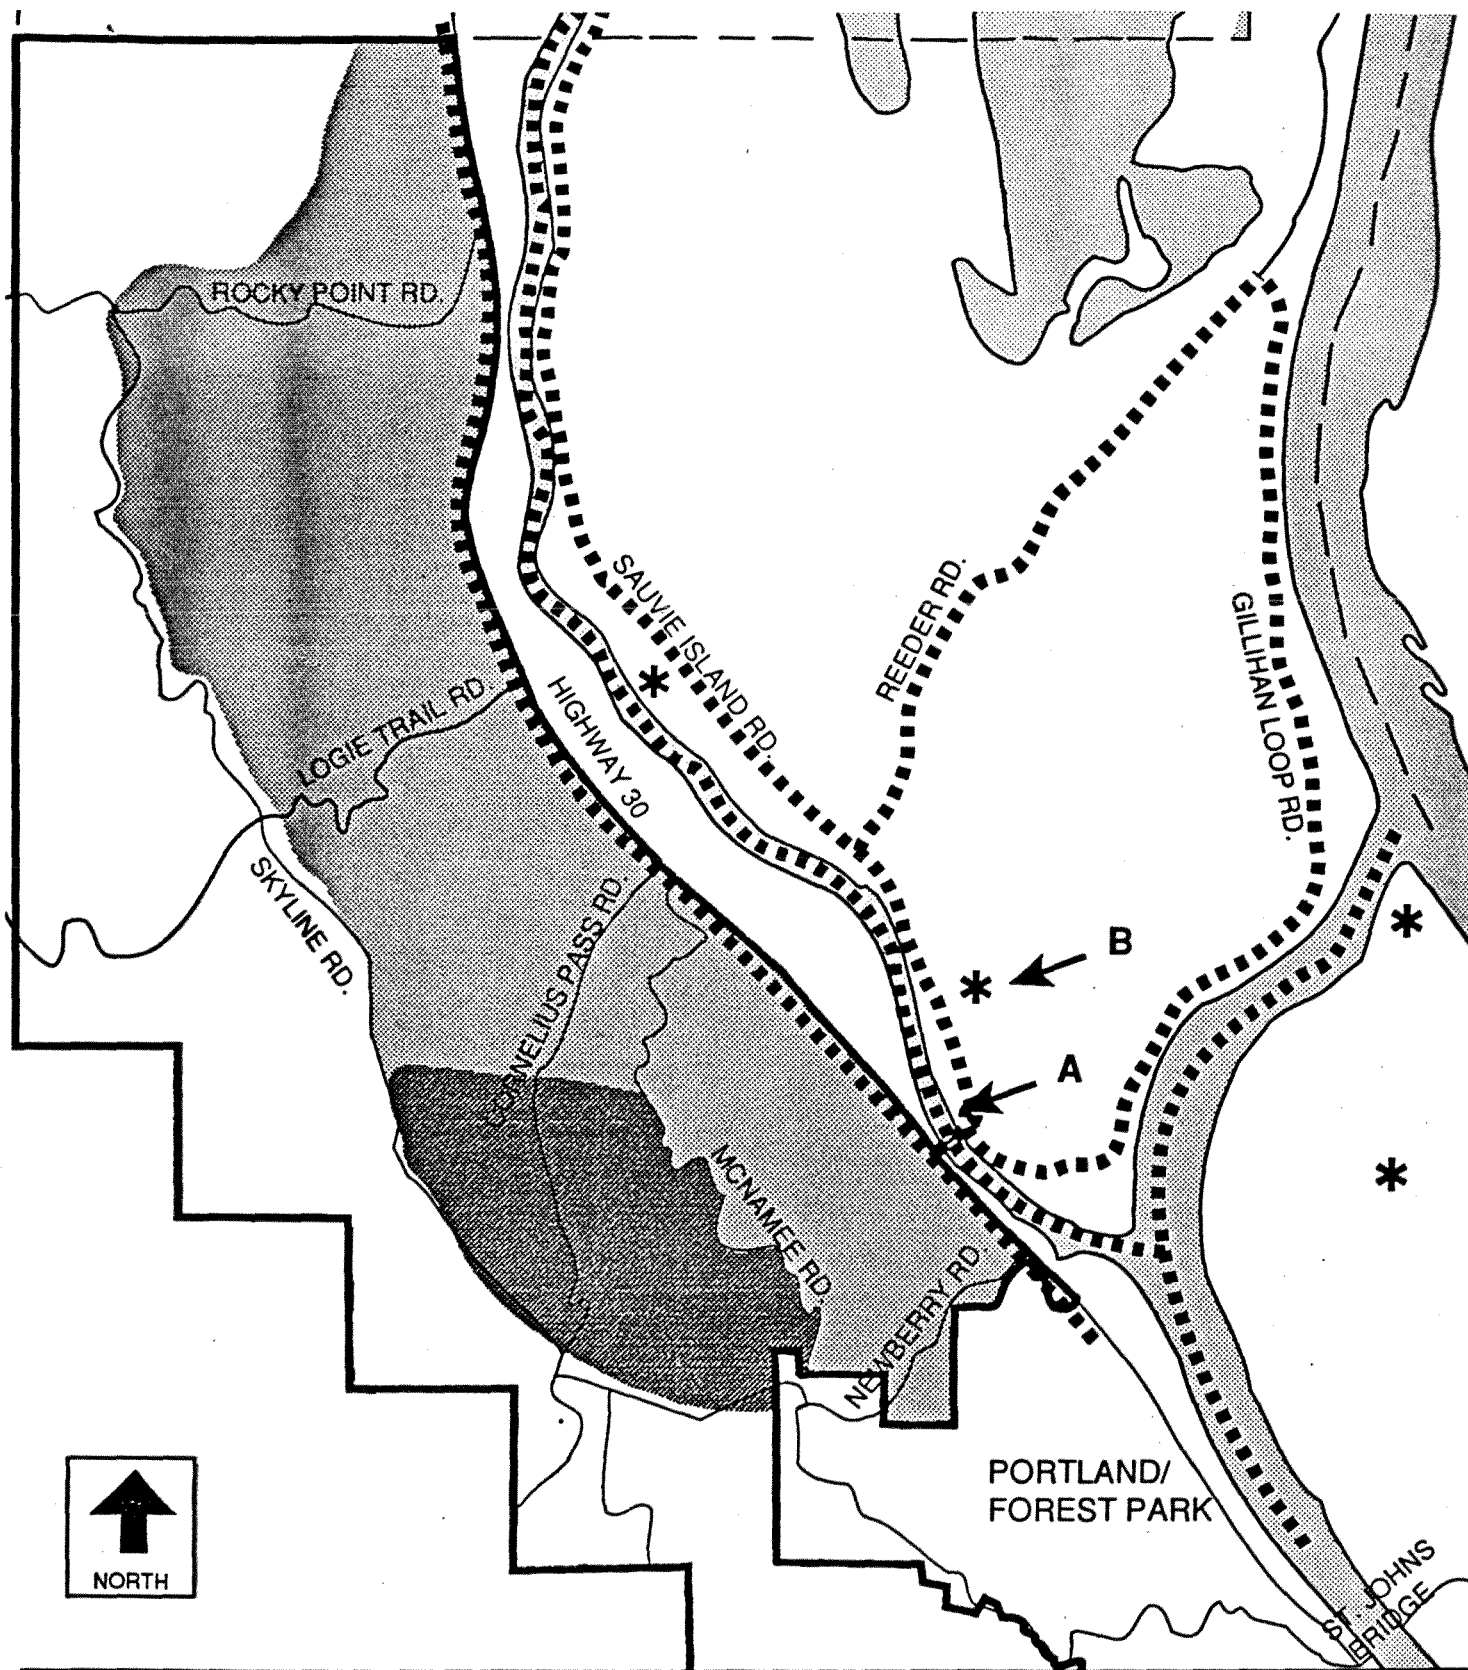 ROCKY POINT RD.
SAUVIE ISLAND RD.
REEDER RD.
GILLIHAN LOOP RD.
LOGIE TRAIL RD
HIGHWAY 30
SKYLINE RD.
CORNELIUS PASS RD.
B
A
MCNAMEE RD.
NEWBERRY RD.
PORTLAND/
FOREST PARK
NORTH
ST. JOHNS
BRIDGE